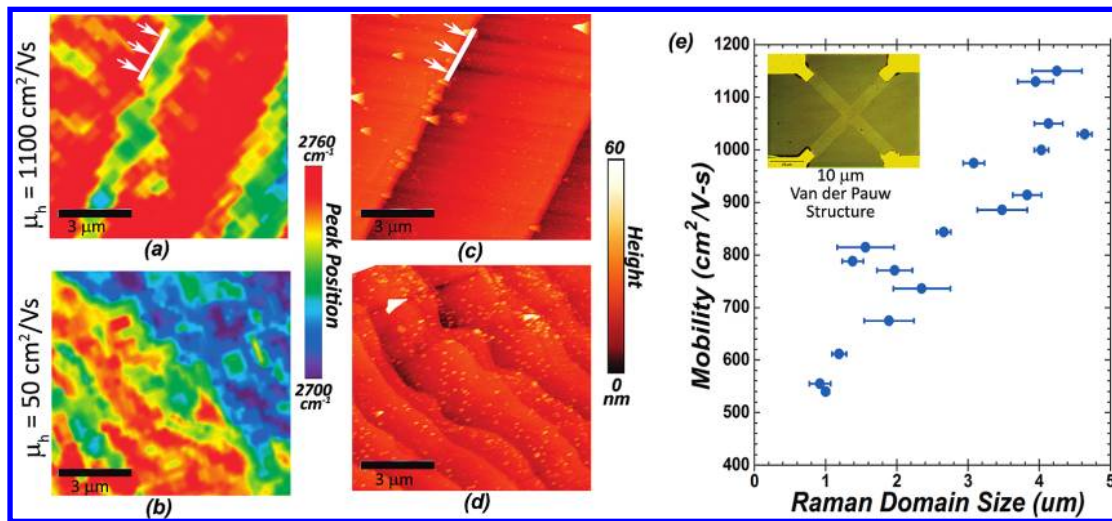 μh = 1100 cm²/Vs
3 μm
(a)
μh = 50 cm²/Vs
3 μm
(b)
2760
cm⁻¹
Peak Position
2700
cm⁻¹
3 μm
(c)
3 μm
(d)
60
Height
0
nm
(e)
Mobility (cm²/V-s)
1200
1100
1000
900
800
700
600
500
400
10 μm
Van der Pauw
Structure
0 1 2 3 4 5
Raman Domain Size (um)